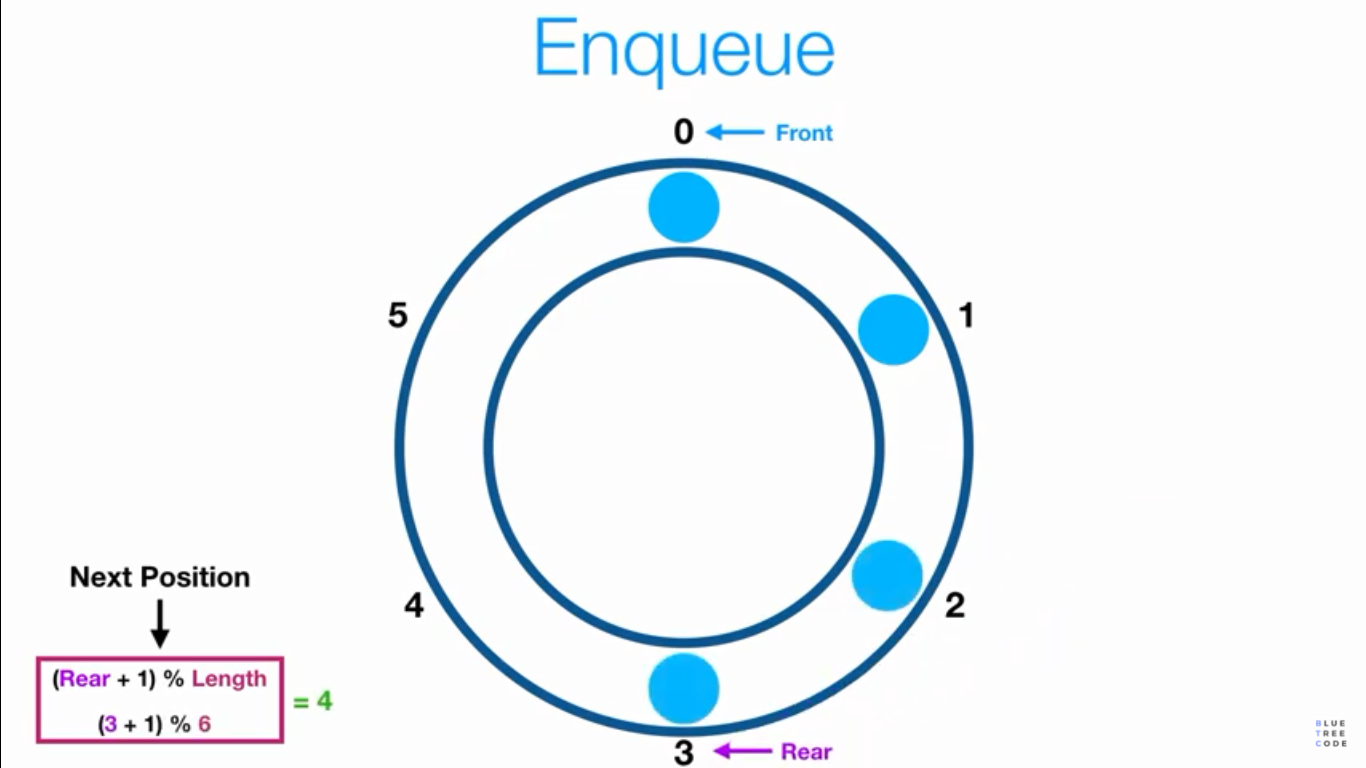 Enqueue
0 Front
5
1
4
2
Next Position
(Rear + 1) % Length
(3 + 1) % 6
= 4
3 Rear
BLUE
TREE
CODE